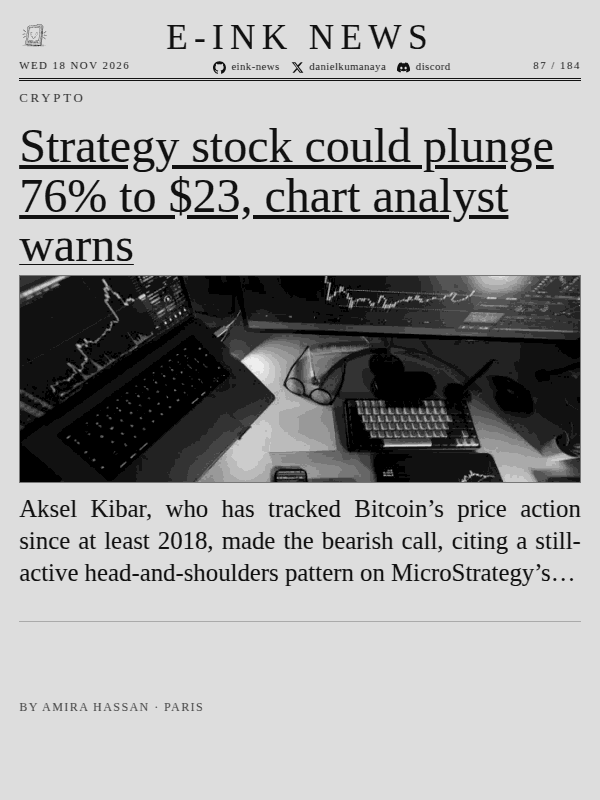 E-INK NEWS
WED 18 NOV 2026
eink-news danielkumanaya discord
87 / 184
CRYPTO
Strategy stock could plunge
76% to $23, chart analyst
warns
Aksel Kibar, who has tracked Bitcoin’s price action
since at least 2018, made the bearish call, citing a still-
active head-and-shoulders pattern on MicroStrategy’s…
BY AMIRA HASSAN · PARIS